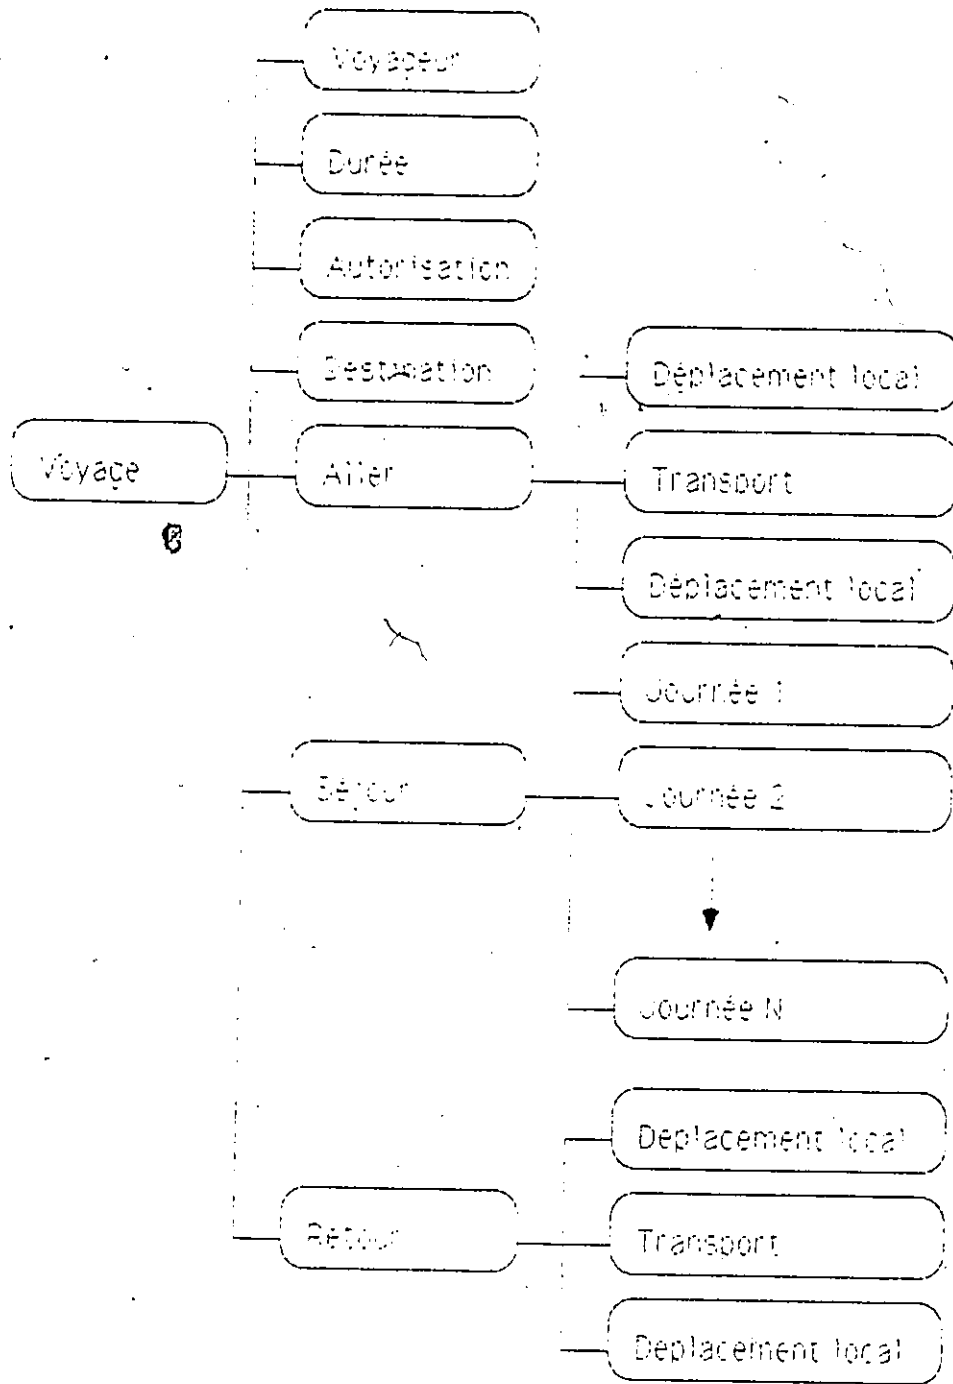 Voyageur
Durée
Autorisation
Destination
Déplacement local
Voyage
Aller
Transport
Déplacement local
Journée 1
Séjour
Journée 2
Journée N
Deplacement local
Retour
Transport
Deplacement local